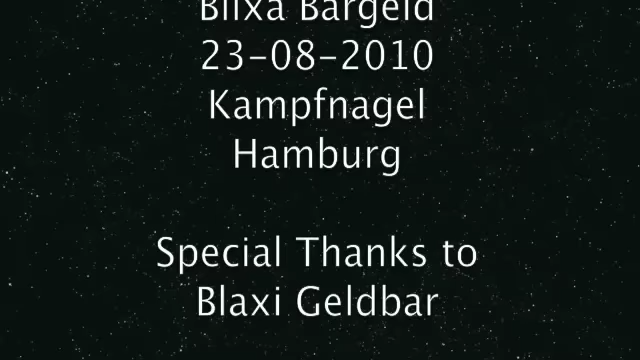 Blixa Bargeld
23-08-2010
Kampfnagel
Hamburg
Special Thanks to
Blaxi Geldbar